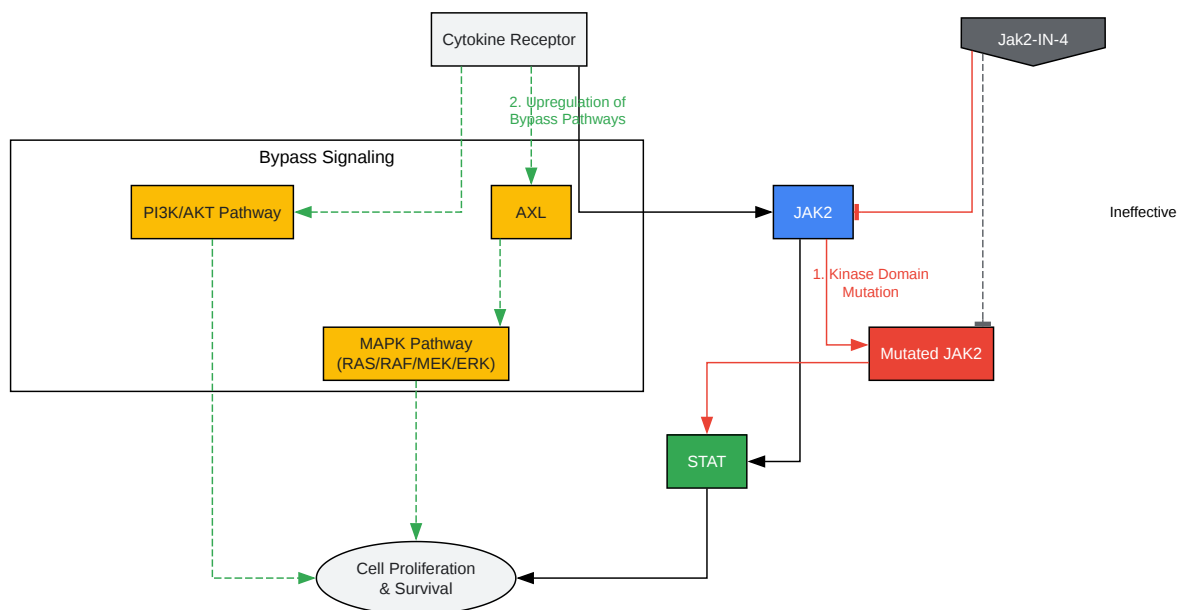 Cytokine Receptor
Jak2-IN-4
2. Upregulation of
Bypass Pathways
Bypass Signaling
PI3K/AKT Pathway
AXL
JAK2
Ineffective
1. Kinase Domain
Mutation
MAPK Pathway
(RAS/RAF/MEK/ERK)
Mutated JAK2
STAT
Cell Proliferation
& Survival